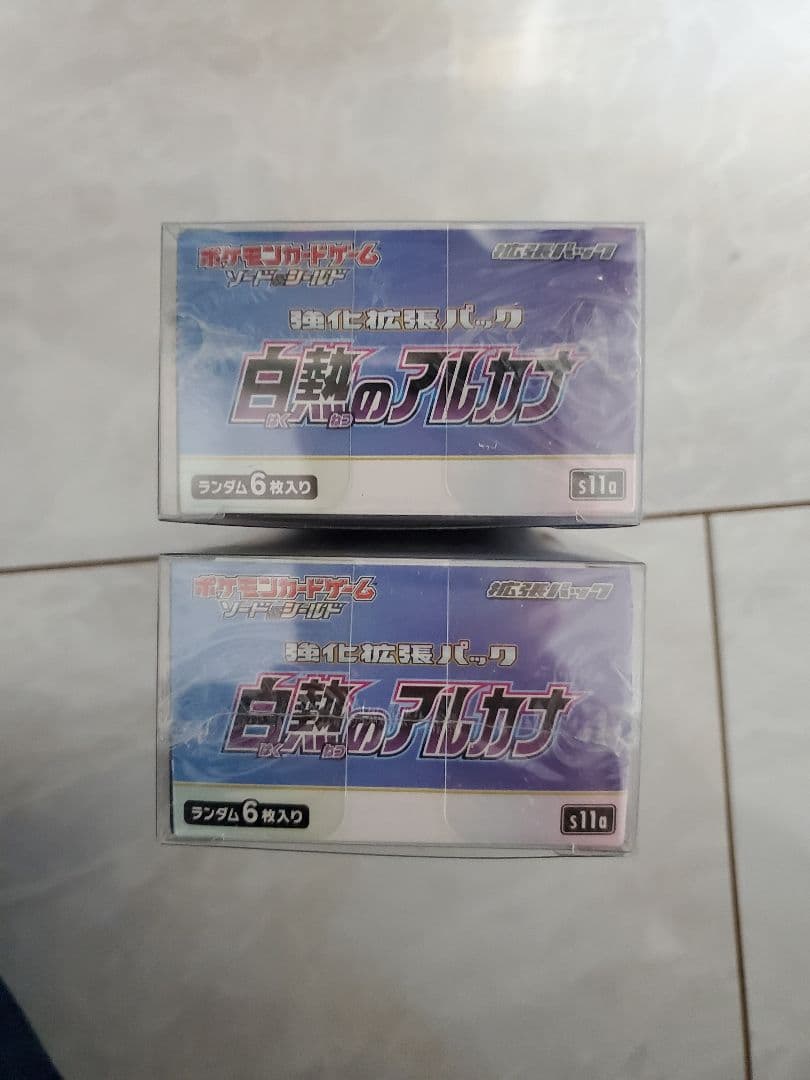 ポケモンカードゲーム 拡張パック
ソード&シールド
強化拡張パック
白熱のアルカナ
はくねつ
ランダム6枚入り s11a
ポケモンカードゲーム 拡張パック
ソード&シールド
強化拡張パック
白熱のアルカナ
はくねつ
ランダム6枚入り s11a